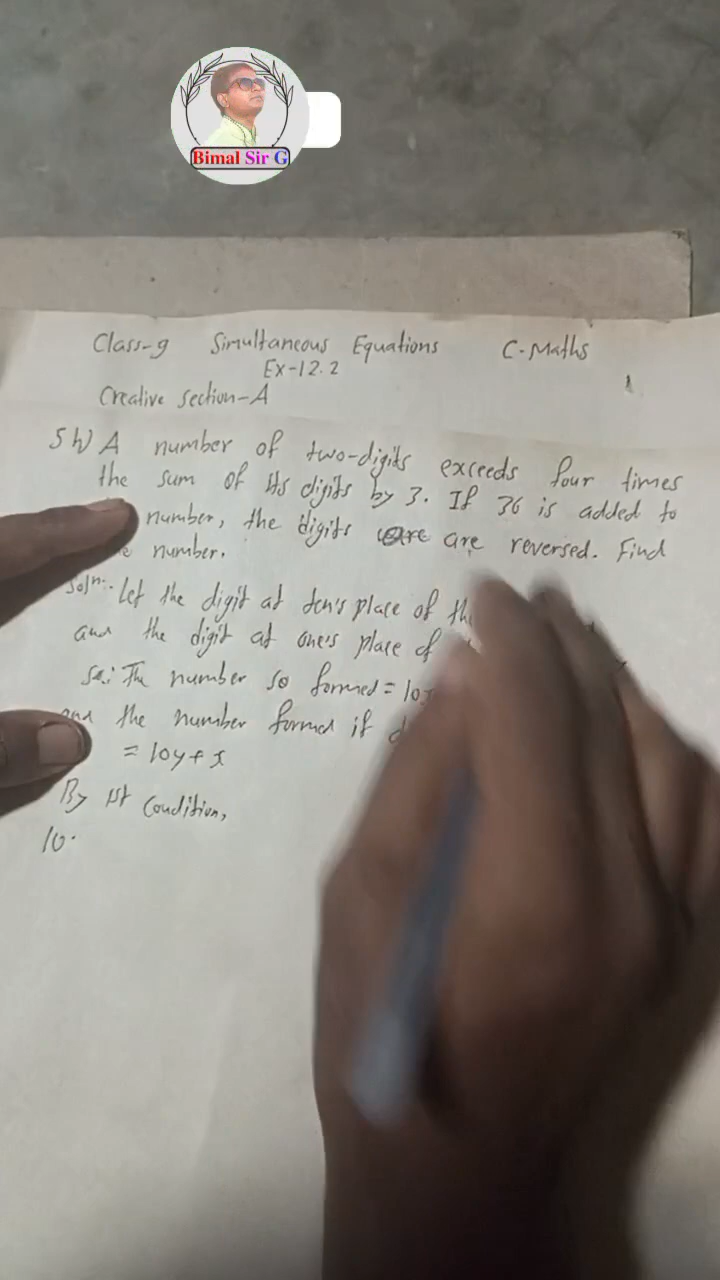 Bimal Sir G
Class-9 Simultaneous Equations C-Maths
Ex-12.2
Creative Section-A
5 h) A number of two-digits exceeds four times
the sum of its digits by 3. If 36 is added to
number, the digits are reversed. Find
number.
Solⁿ:- Let the digit at ten's place of
and the digit at one's place of
So: The number so formed = 10x
and the number formed if
= 10y + x
By 1st Condition,
10